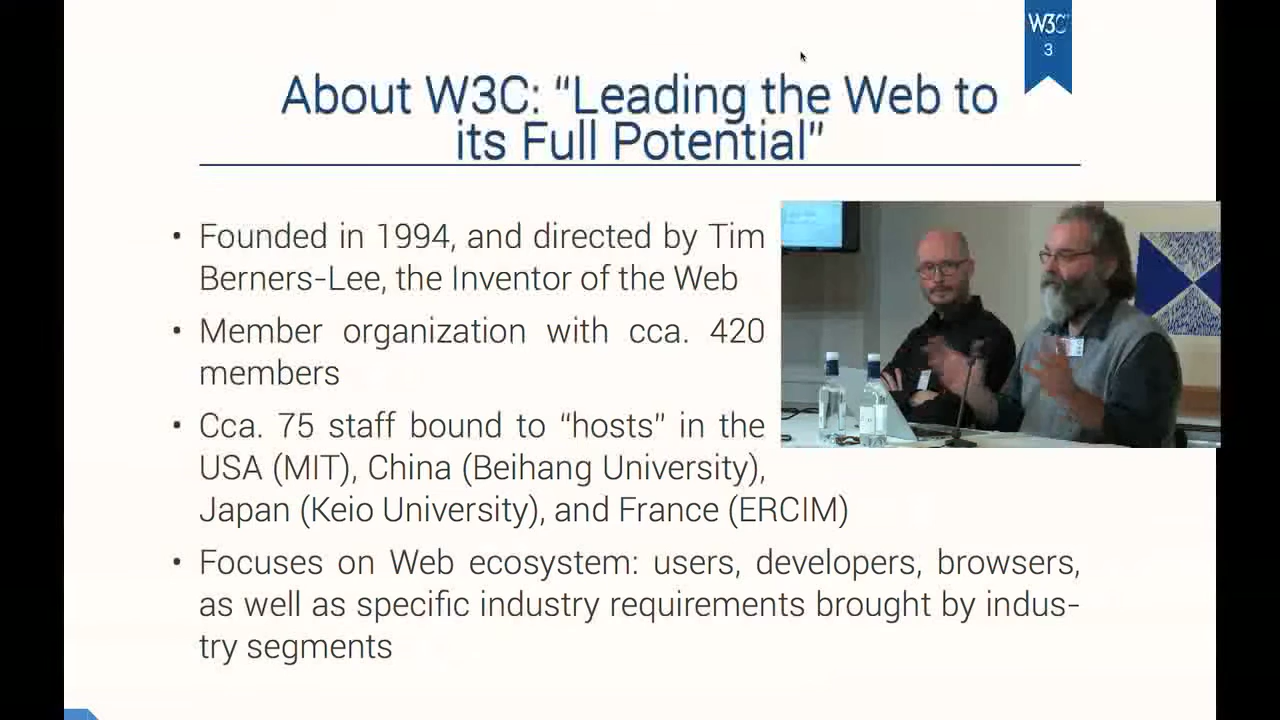 W3C
3
About W3C: “Leading the Web to
its Full Potential”
• Founded in 1994, and directed by Tim
Berners-Lee, the Inventor of the Web
• Member organization with cca. 420
members
• Cca. 75 staff bound to “hosts” in the
USA (MIT), China (Beihang University),
Japan (Keio University), and France (ERCIM)
• Focuses on Web ecosystem: users, developers, browsers,
as well as specific industry requirements brought by indus-
try segments